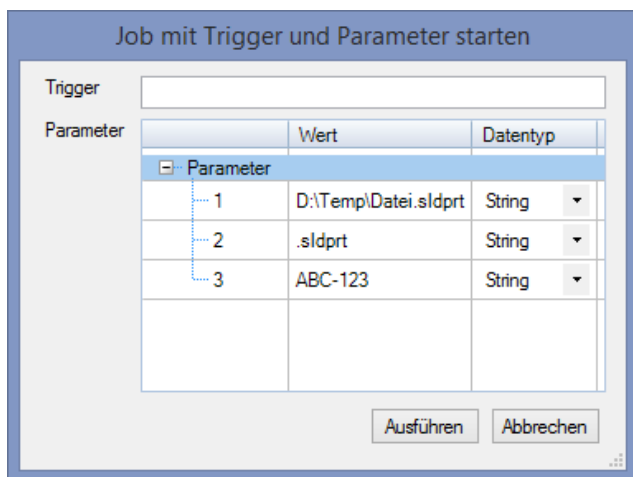 Job mit Trigger und Parameter starten
Trigger
Parameter Wert Datentyp
Parameter
1 D:\Temp\Datei.sldprt String
2 .sldprt String
3 ABC-123 String
Ausführen Abbrechen